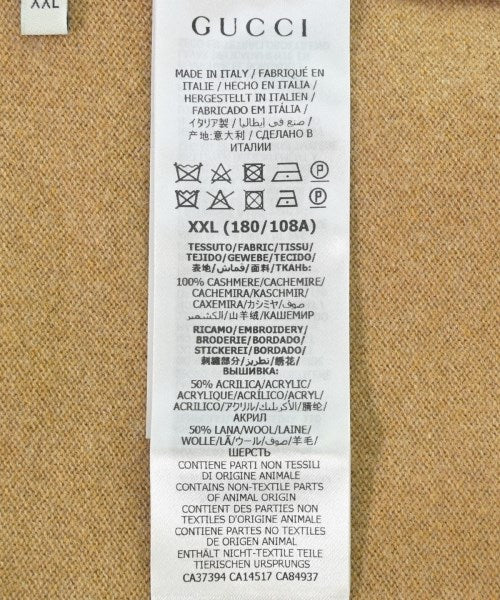 XXL
GUCCI
MADE IN ITALY / FABRIQUÉ EN
ITALIE / HECHO EN ITALIA /
HERGESTELLT IN ITALIEN /
FABRICADO EM ITÁLIA /
イタリア製 / صنع في إيطاليا /
产地:意大利 / СДЕЛАНО В
ИТАЛИИ
XXL (180/108A)
TESSUTO/FABRIC/TISSU/
TEJIDO/GEWEBE/TECIDO/
表地/قماش/面料/ТКАНЬ:
100% CASHMERE/CACHEMIRE/
CACHEMIRA/KASCHMIR/
CAXEMIRA/カシミヤ/صوف
الكشمير/山羊绒/КАШЕМИР
RICAMO/EMBROIDERY/
BRODERIE/BORDADO/
STICKEREI/BORDADO/
刺繍部分/تطريز/绣花/
ВЫШИВКА:
50% ACRILICA/ACRYLIC/
ACRYLIQUE/ACRÍLICO/ACRYL/
ACRÍLICO/アクリル/الأكريليك/腈纶/
АКРИЛ
50% LANA/WOOL/LAINE/
WOLLE/LÃ/ウール/صوف/羊毛/
ШЕРСТЬ
CONTIENE PARTI NON TESSILI
DI ORIGINE ANIMALE
CONTAINS NON-TEXTILE PARTS
OF ANIMAL ORIGIN
CONTIENT DES PARTIES NON
TEXTILES D'ORIGINE ANIMALE
CONTIENE PARTES NO TEXTILES
DE ORIGEN ANIMAL
ENTHÄLT NICHT-TEXTILE TEILE
TIERISCHEN URSPRUNGS
CA37394 CA14517 CA84937